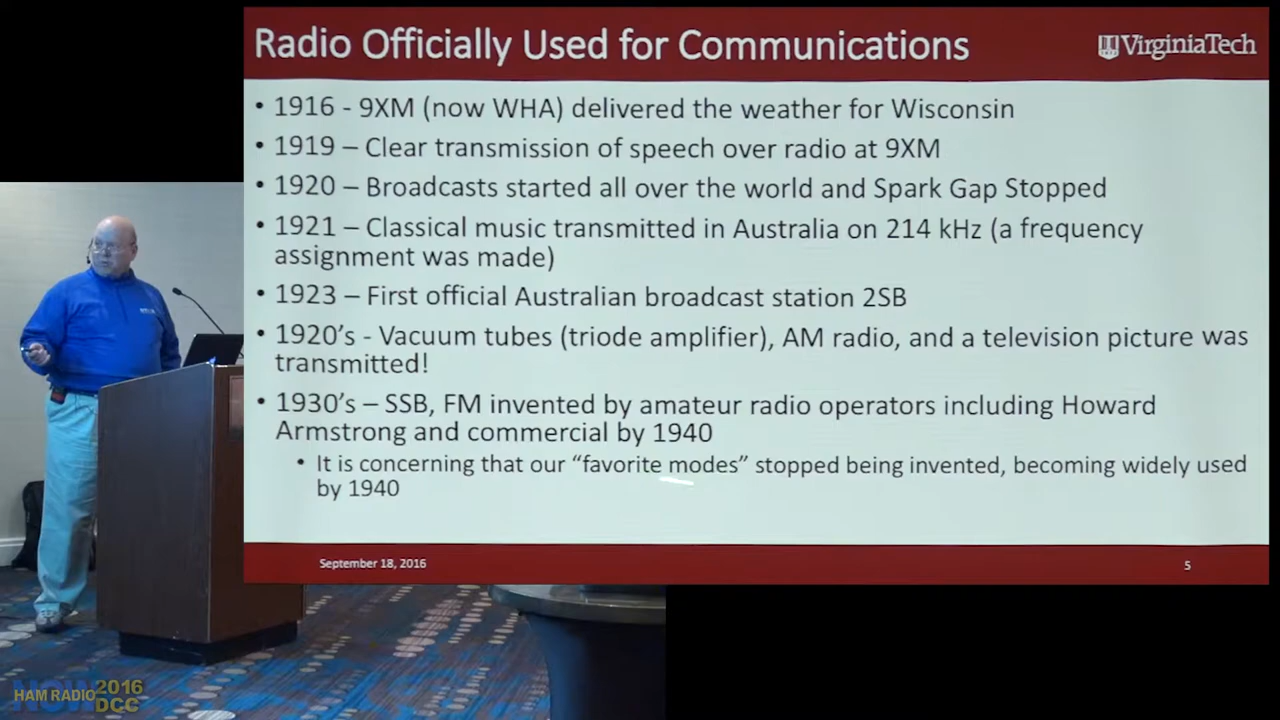 Radio Officially Used for Communications
VirginiaTech
• 1916 - 9XM (now WHA) delivered the weather for Wisconsin
• 1919 – Clear transmission of speech over radio at 9XM
• 1920 – Broadcasts started all over the world and Spark Gap Stopped
• 1921 – Classical music transmitted in Australia on 214 kHz (a frequency
assignment was made)
• 1923 – First official Australian broadcast station 2SB
• 1920's - Vacuum tubes (triode amplifier), AM radio, and a television picture was
transmitted!
• 1930's – SSB, FM invented by amateur radio operators including Howard
Armstrong and commercial by 1940
• It is concerning that our “favorite modes” stopped being invented, becoming widely used
by 1940
September 18, 2016
5
HAM RADIO
NOW
2016
DCC